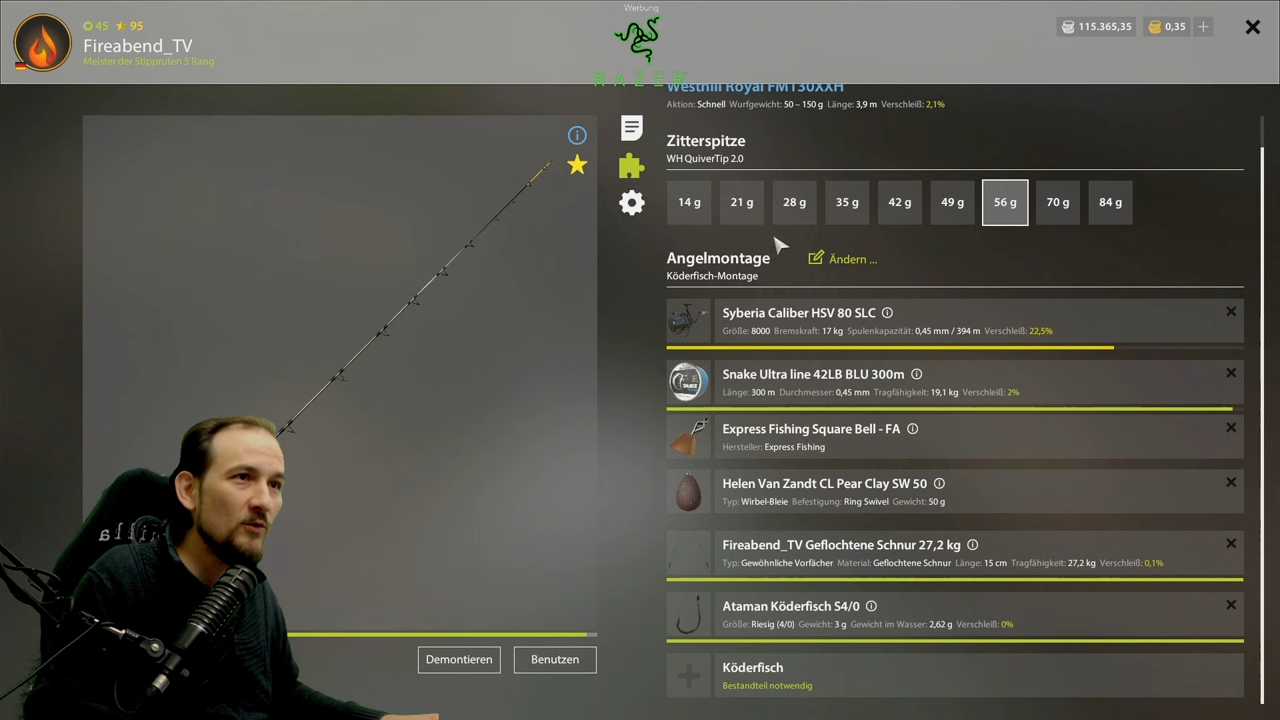 Werbung
45 95
Fireabend_TV
Meister der Stippruten 5 Rang
RAZER
115.365,35
0,35
Westhill Royal FM130XXH
Aktion: Schnell Wurfgewicht: 50 – 150 g Länge: 3,9 m Verschleiß: 2,1%
Zitterspitze
WH QuiverTip 2.0
14 g 21 g 28 g 35 g 42 g 49 g 56 g 70 g 84 g
Angelmontage Ändern ...
Köderfisch-Montage
Syberia Caliber HSV 80 SLC
Größe: 8000 Bremskraft: 17 kg Spulenkapazität: 0,45 mm / 394 m Verschleiß: 22,5%
Snake Ultra line 42LB BLU 300m
Länge: 300 m Durchmesser: 0,45 mm Tragfähigkeit: 19,1 kg Verschleiß: 2%
Express Fishing Square Bell - FA
Hersteller: Express Fishing
Helen Van Zandt CL Pear Clay SW 50
Typ: Wirbel-Bleie Befestigung: Ring Swivel Gewicht: 50 g
Fireabend_TV Geflochtene Schnur 27,2 kg
Typ: Gewöhnliche Vorfächer Material: Geflochtene Schnur Länge: 15 cm Tragfähigkeit: 27,2 kg Verschleiß: 0,1%
Ataman Köderfisch S4/0
Größe: Riesig (4/0) Gewicht: 3 g Gewicht im Wasser: 2,62 g Verschleiß: 0%
Köderfisch
Bestandteil notwendig
Demontieren
Benutzen